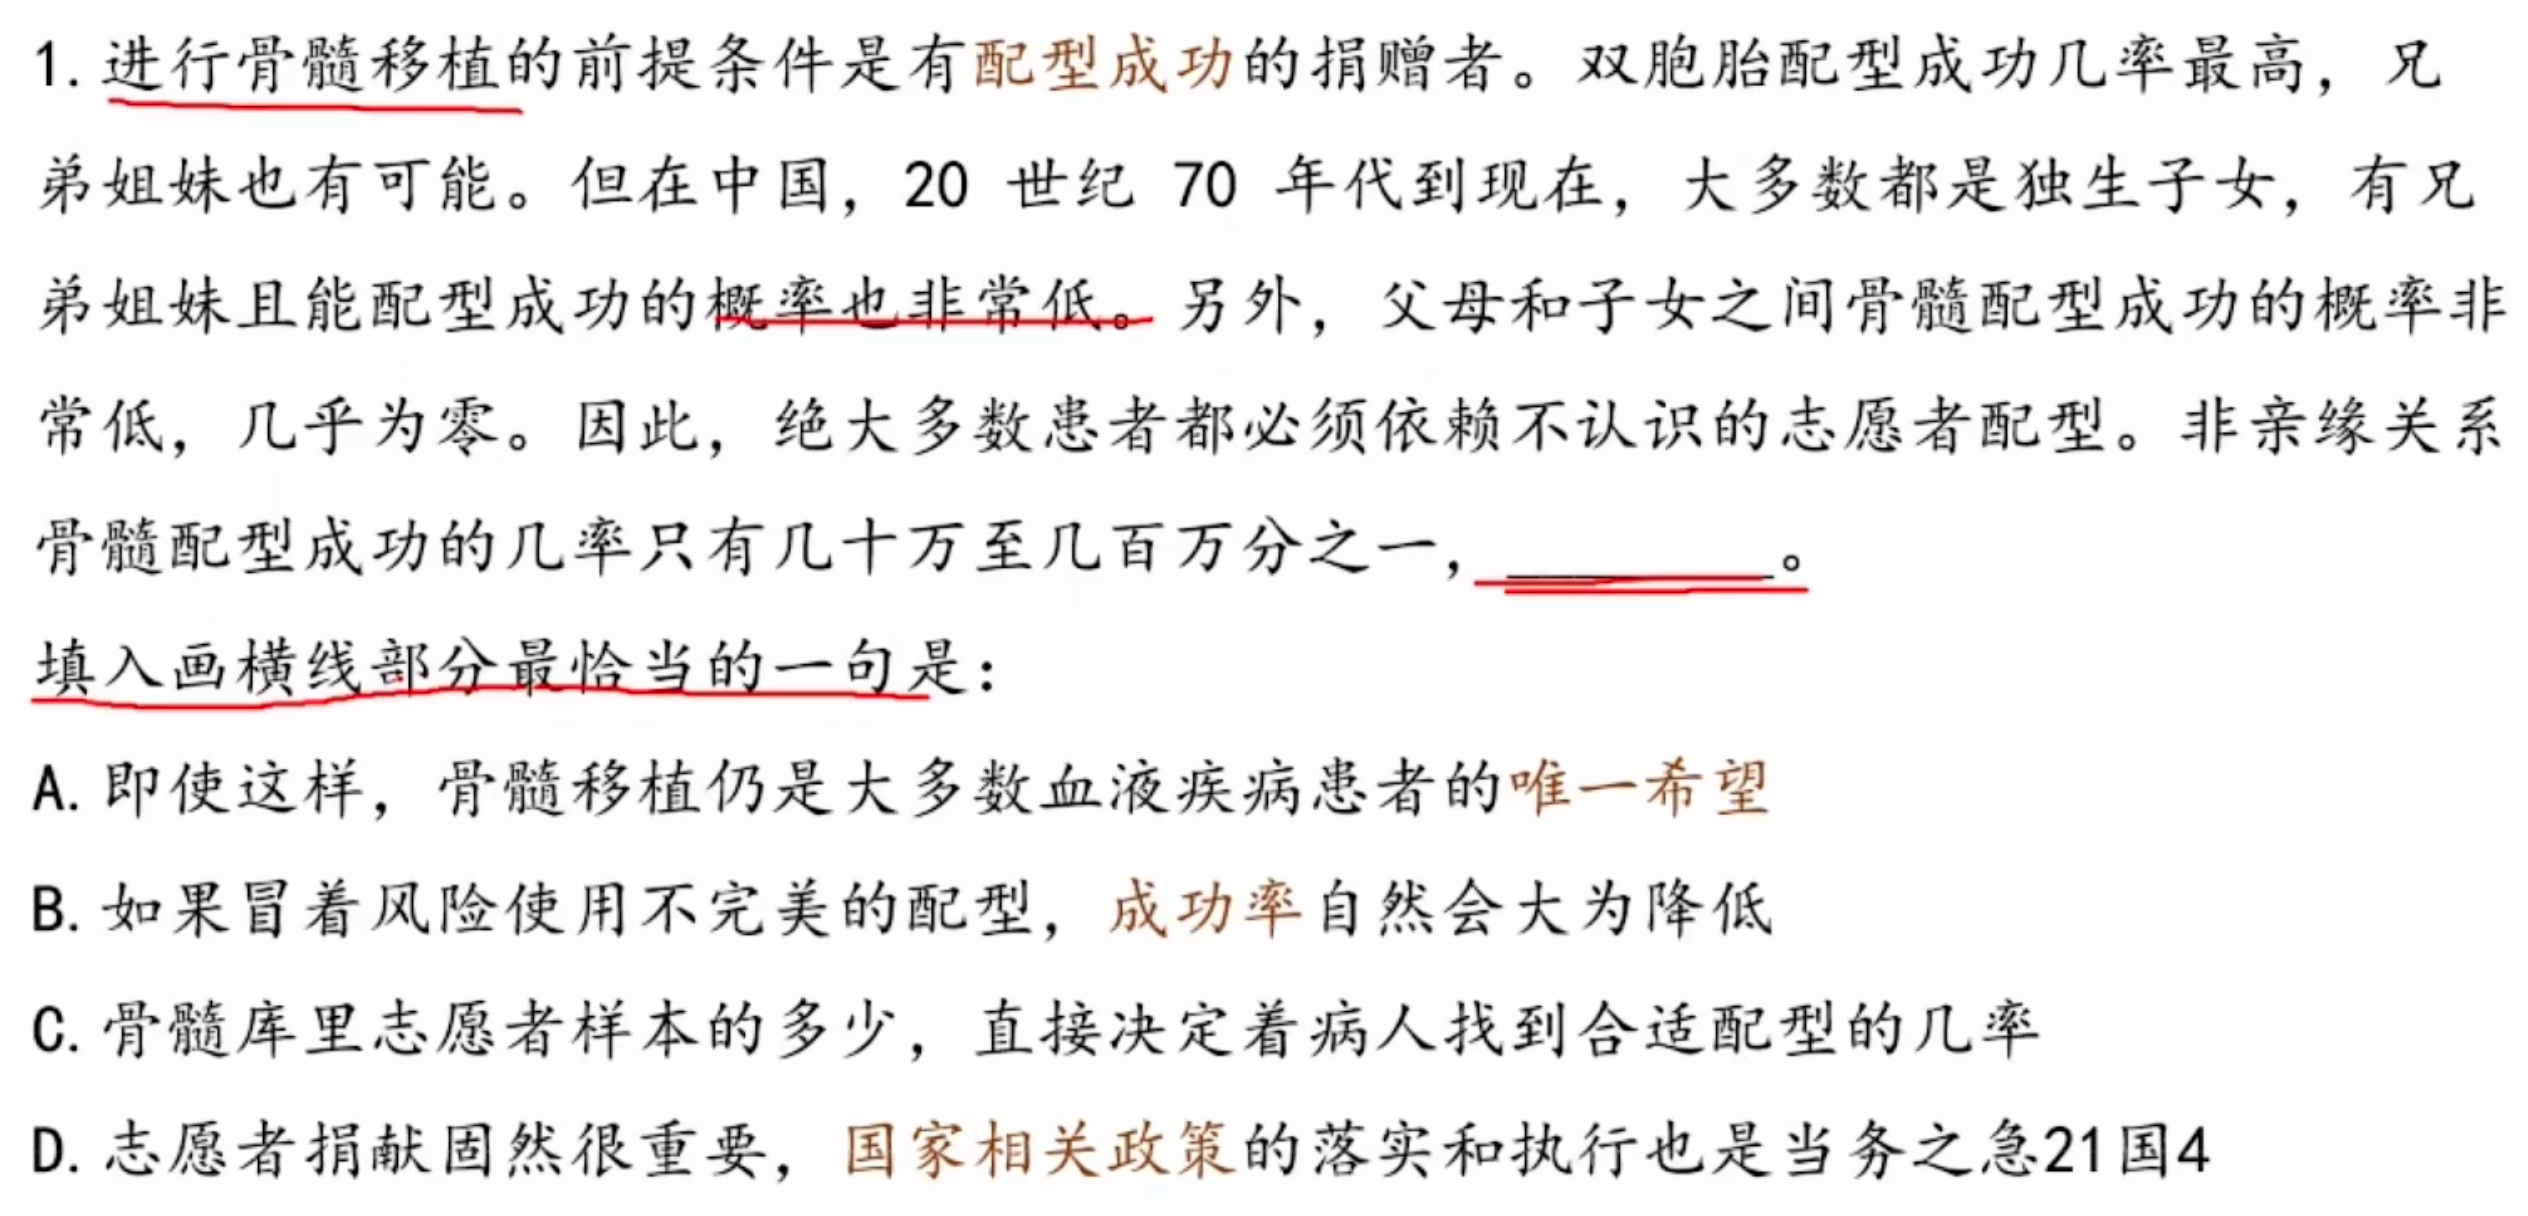 1. 进行骨髓移植的前提条件是有配型成功的捐赠者。双胞胎配型成功几率最高，兄
弟姐妹也有可能。但在中国，20 世纪 70 年代到现在，大多数都是独生子女，有兄
弟姐妹且能配型成功的概率也非常低。另外，父母和子女之间骨髓配型成功的概率非
常低，几乎为零。因此，绝大多数患者都必须依赖不认识的志愿者配型。非亲缘关系
骨髓配型成功的几率只有几十万至几百万分之一，________。
填入画横线部分最恰当的一句是：
A. 即使这样，骨髓移植仍是大多数血液疾病患者的唯一希望
B. 如果冒着风险使用不完美的配型，成功率自然会大为降低
C. 骨髓库里志愿者样本的多少，直接决定着病人找到合适配型的几率
D. 志愿者捐献固然很重要，国家相关政策的落实和执行也是当务之急21国4